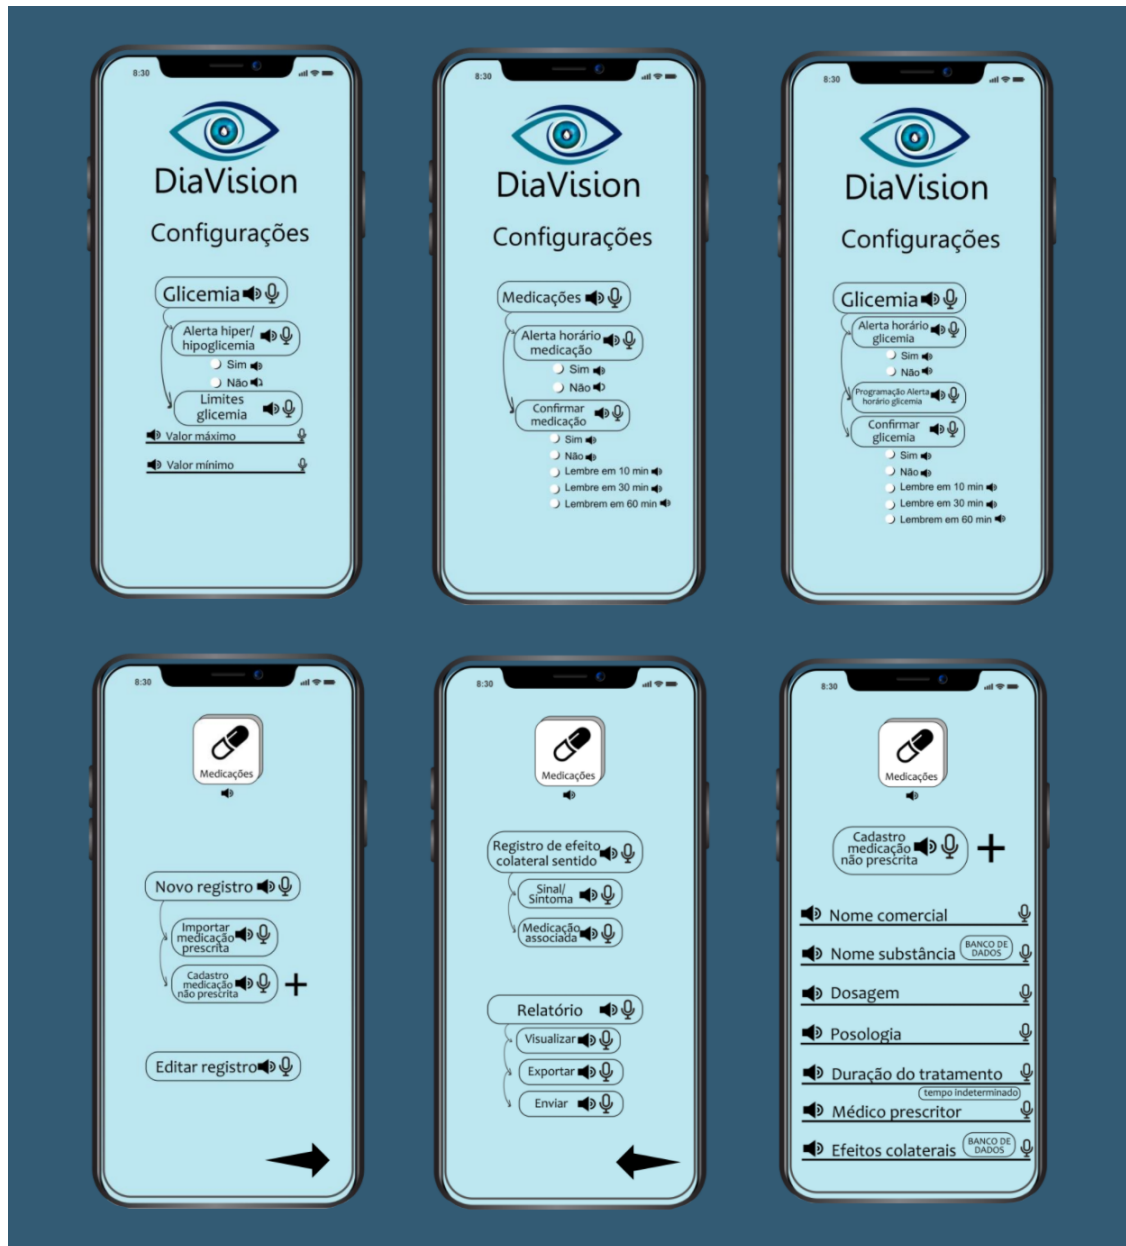 8:30
DiaVision
Configurações
Glicemia
Alerta hiper/
hipoglicemia
Sim
Não
Limites
glicemia
Valor máximo
Valor mínimo
8:30
DiaVision
Configurações
Medicações
Alerta horário
medicação
Sim
Não
Confirmar
medicação
Sim
Não
Lembre em 10 min
Lembre em 30 min
Lembrem em 60 min
8:30
DiaVision
Configurações
Glicemia
Alerta horário
glicemia
Sim
Não
Programação Alerta
horário glicemia
Confirmar
glicemia
Sim
Não
Lembre em 10 min
Lembre em 30 min
Lembrem em 60 min
8:30
Medicações
Novo registro
Importar
medicação
prescrita
Cadastro
medicação
não prescrita
+
Editar registro
8:30
Medicações
Registro de efeito
colateral sentido
Sinal/
Síntoma
Medicação
associada
Relatório
Visualizar
Exportar
Enviar
8:30
Medicações
Cadastro
medicação
não prescrita
+
Nome comercial
Nome substância
BANCO DE
DADOS
Dosagem
Posologia
Duração do tratamento
tempo indeterminado
Médico prescritor
Efeitos colaterais
BANCO DE
DADOS